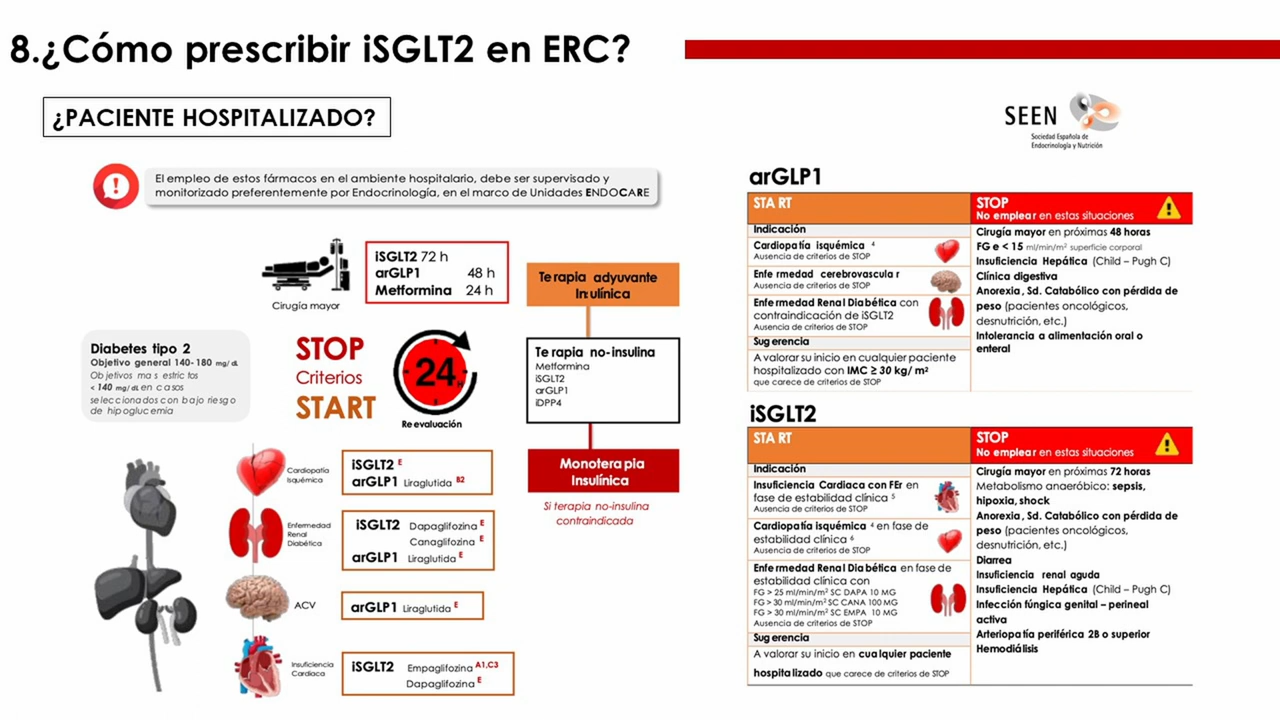 8.¿Cómo prescribir iSGLT2 en ERC?
¿PACIENTE HOSPITALIZADO?
SEEN
Sociedad Española de
Endocrinología y Nutrición
El empleo de estos fármacos en el ambiente hospitalario, debe ser supervisado y
monitorizado preferentemente por Endocrinología, en el marco de Unidades ENDOCARE
Cirugía mayor
iSGLT2 72 h
arGLP1 48 h
Metformina 24 h
Diabetes tipo 2
Objetivo general 140-180 mg/dL
Objetivos mas estrictos
< 140 mg/dL en casos
seleccionados con bajo riesgo
de hipoglucemia
STOP
Criterios
START
24
Reevaluación
Terapia adyuvante
Insulínica
Terapia no-insulina
Metformina
iSGLT2
arGLP1
iDPP4
Monoterapia
Insulínica
Si terapia no-insulina
contraindicada
Cardiopatía
Isquémica
iSGLT2 E
arGLP1 Liraglutida B2
Enfermedad
Renal
Diabética
iSGLT2 Dapaglifozina E
Canaglifozina E
arGLP1 Liraglutida E
ACV
arGLP1 Liraglutida E
Insuficiencia
Cardiaca
iSGLT2 Empaglifozina A1,C3
Dapaglifozina E
arGLP1
START
Indicación
Cardiopatía isquémica 4
Ausencia de criterios de STOP
Enfermedad cerebrovascular
Ausencia de criterios de STOP
Enfermedad Renal Diabética con
contraindicación de iSGLT2
Ausencia de criterios de STOP
Sugerencia
A valorar su inicio en cualquier paciente
hospitalizado con IMC ≥ 30 kg/ m²
que carece de criterios de STOP
STOP
No emplear en estas situaciones
Cirugía mayor en próximas 48 horas
FG e < 15 ml/min/m² superficie corporal
Insuficiencia Hepática (Child – Pugh C)
Clínica digestiva
Anorexia, Sd. Catabólico con pérdida de
peso (pacientes oncológicos,
desnutrición, etc.)
Intolerancia a alimentación oral o
enteral
iSGLT2
START
Indicación
Insuficiencia Cardiaca con FEr en
fase de estabilidad clínica 5
Ausencia de criterios de STOP
Cardiopatía isquémica 4 en fase de
estabilidad clínica 6
Ausencia de criterios de STOP
Enfermedad Renal Diabética en fase de
estabilidad clínica con
FG > 25 ml/min/m² SC DAPA 10 MG
FG > 30 ml/min/m² SC CANA 100 MG
FG > 30 ml/min/m² SC EMPA 10 MG
Ausencia de criterios de STOP
Sugerencia
A valorar su inicio en cualquier paciente
hospitalizado que carece de criterios de STOP
STOP
No emplear en estas situaciones
Cirugía mayor en próximas 72 horas
Metabolismo anaeróbico: sepsis,
hipoxia, shock
Anorexia, Sd. Catabólico con pérdida de
peso (pacientes oncológicos,
desnutrición, etc.)
Diarrea
Insuficiencia renal aguda
Insuficiencia Hepática (Child – Pugh C)
Infección fúngica genital – perineal
activa
Arteriopatía periférica 2B o superior
Hemodiálisis